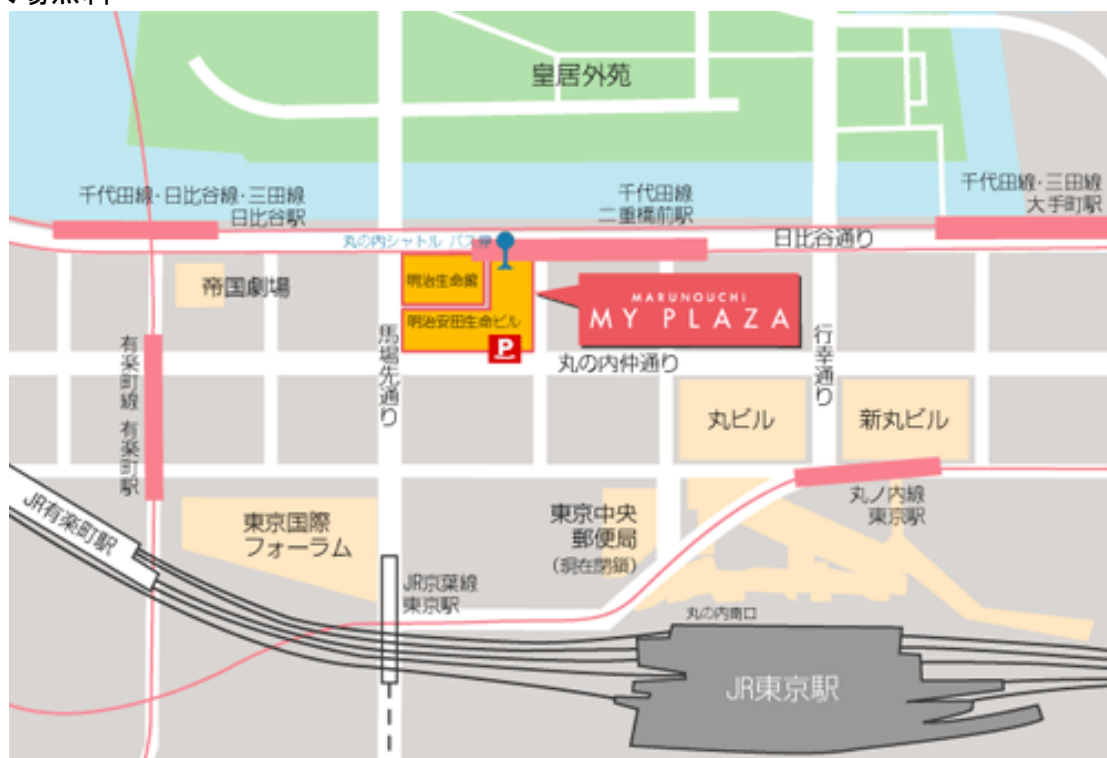 場無料
皇居外苑
千代田線・日比谷線・三田線
日比谷駅
千代田線
二重橋前駅
千代田線・三田線
大手町駅
日比谷通り
丸の内シャトル バス停
明治生命館
帝国劇場
明治安田生命ビル
MARUNOUCHI
MY PLAZA
P
馬場先通り
丸の内仲通り
行幸通り
有楽町線 有楽町駅
丸ビル
新丸ビル
JR有楽町駅
東京国際
フォーラム
東京中央
郵便局
(現在閉鎖)
丸ノ内線
東京駅
JR京葉線
東京駅
丸の内南口
JR東京駅